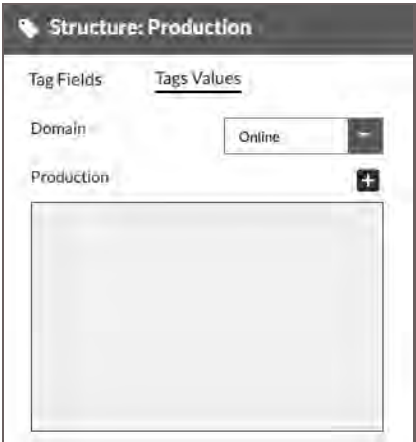 Structure: Production
Tag Fields Tags Values
Domain Online
Production